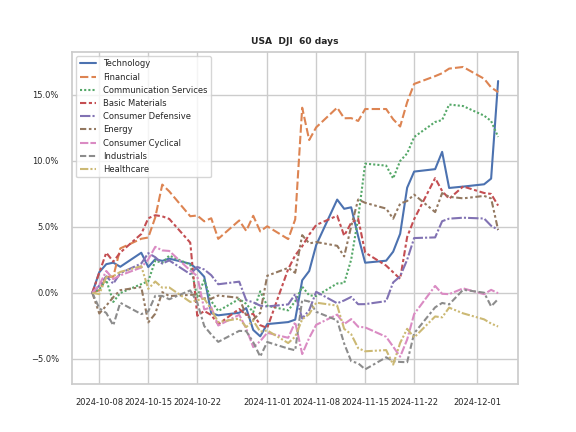 USA  DJI  60 days
Technology
Financial
Communication Services
Basic Materials
Consumer Defensive
Energy
Consumer Cyclical
Industrials
Healthcare
15.0%
10.0%
5.0%
0.0%
−5.0%
2024-10-08 2024-10-15 2024-10-22 2024-11-01 2024-11-08 2024-11-15 2024-11-22 2024-12-01